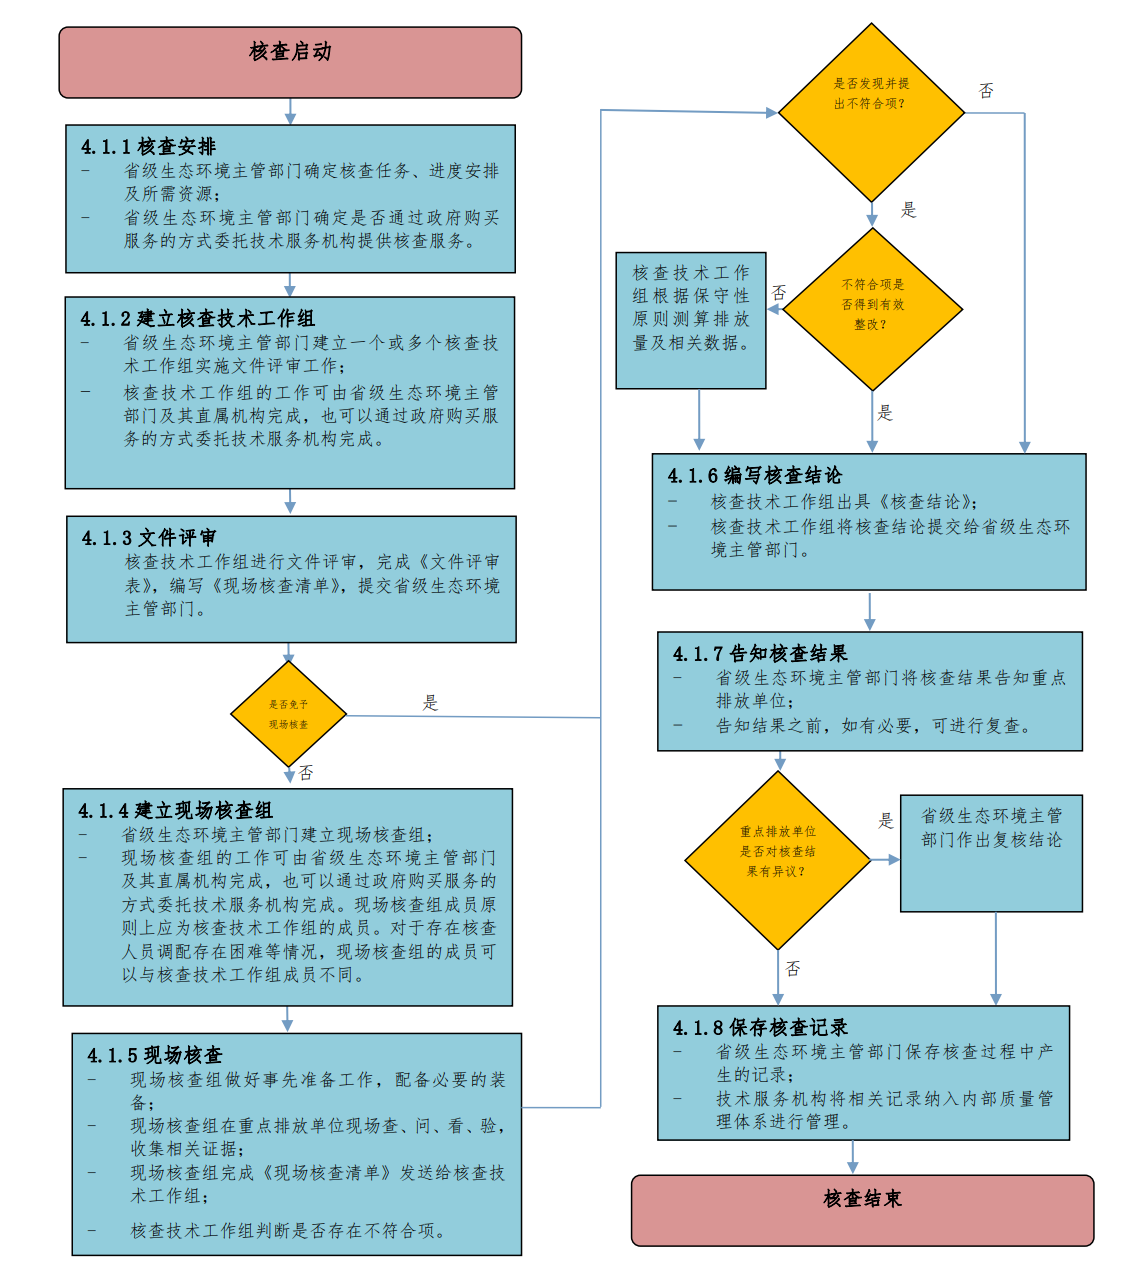 核查启动
4.1.1 核查安排
- 省级生态环境主管部门确定核查任务、进度安排
及所需资源；
- 省级生态环境主管部门确定是否通过政府购买
服务的方式委托技术服务机构提供核查服务。
4.1.2 建立核查技术工作组
- 省级生态环境主管部门建立一个或多个核查技
术工作组实施文件评审工作；
- 核查技术工作组的工作可由省级生态环境主管
部门及其直属机构完成，也可以通过政府购买服
务的方式委托技术服务机构完成。
4.1.3 文件评审
核查技术工作组进行文件评审，完成《文件评审
表》，编写《现场核查清单》，提交省级生态环境
主管部门。
是否免予
现场核查
是
否
4.1.4 建立现场核查组
- 省级生态环境主管部门建立现场核查组；
- 现场核查组的工作可由省级生态环境主管部门
及其直属机构完成，也可以通过政府购买服务的
方式委托技术服务机构完成。现场核查组成员原
则上应为核查技术工作组的成员。对于存在核查
人员调配存在困难等情况，现场核查组的成员可
以与核查技术工作组成员不同。
4.1.5 现场核查
- 现场核查组做好事先准备工作，配备必要的装
备；
- 现场核查组在重点排放单位现场查、问、看、验，
收集相关证据；
- 现场核查组完成《现场核查清单》发送给核查技
术工作组；
- 核查技术工作组判断是否存在不符合项。
是否发现并提
出不符合项？
否
是
不符合项是
否得到有效
整改？
否
是
核查技术工作
组根据保守性
原则测算排放
量及相关数据。
4.1.6 编写核查结论
- 核查技术工作组出具《核查结论》；
- 核查技术工作组将核查结论提交给省级生态环
境主管部门。
4.1.7 告知核查结果
- 省级生态环境主管部门将核查结果告知重点
排放单位；
- 告知结果之前，如有必要，可进行复查。
重点排放单位
是否对核查结
果有异议？
是
否
省级生态环境主管
部门作出复核结论
4.1.8 保存核查记录
- 省级生态环境主管部门保存核查过程中产
生的记录；
- 技术服务机构将相关记录纳入内部质量管
理体系进行管理。
核查结束